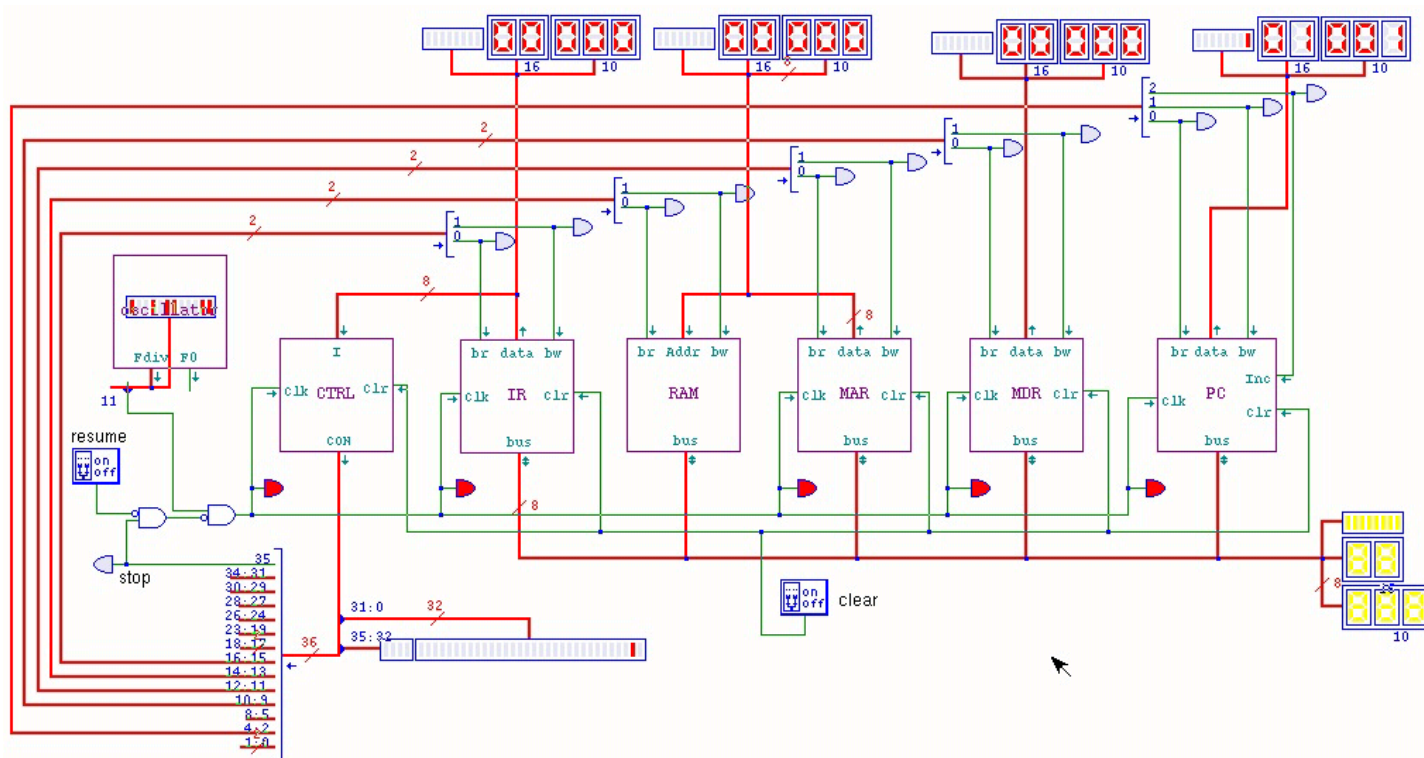 16 10 16 8 10 16 10 16 10
2
1
0
2 1
0
2 1
0
2 1
0
2 1
0
oscillator
8 8
Fdiv F0
I br data bw br Addr bw br data bw br data bw br data bw
Inc
11 clk CTRL clr clk IR clr RAM clk MAR clr clk MDR clr clk PC
clr
resume CON bus bus bus bus bus
on
off
8
35
stop
34:31
30:29
28:27
26:24
23:19
18:17
16:15
14:13
12:11
10:9
8:5
4:2
1:0
36
31:0 32
35:32
on
off
clear
8
10